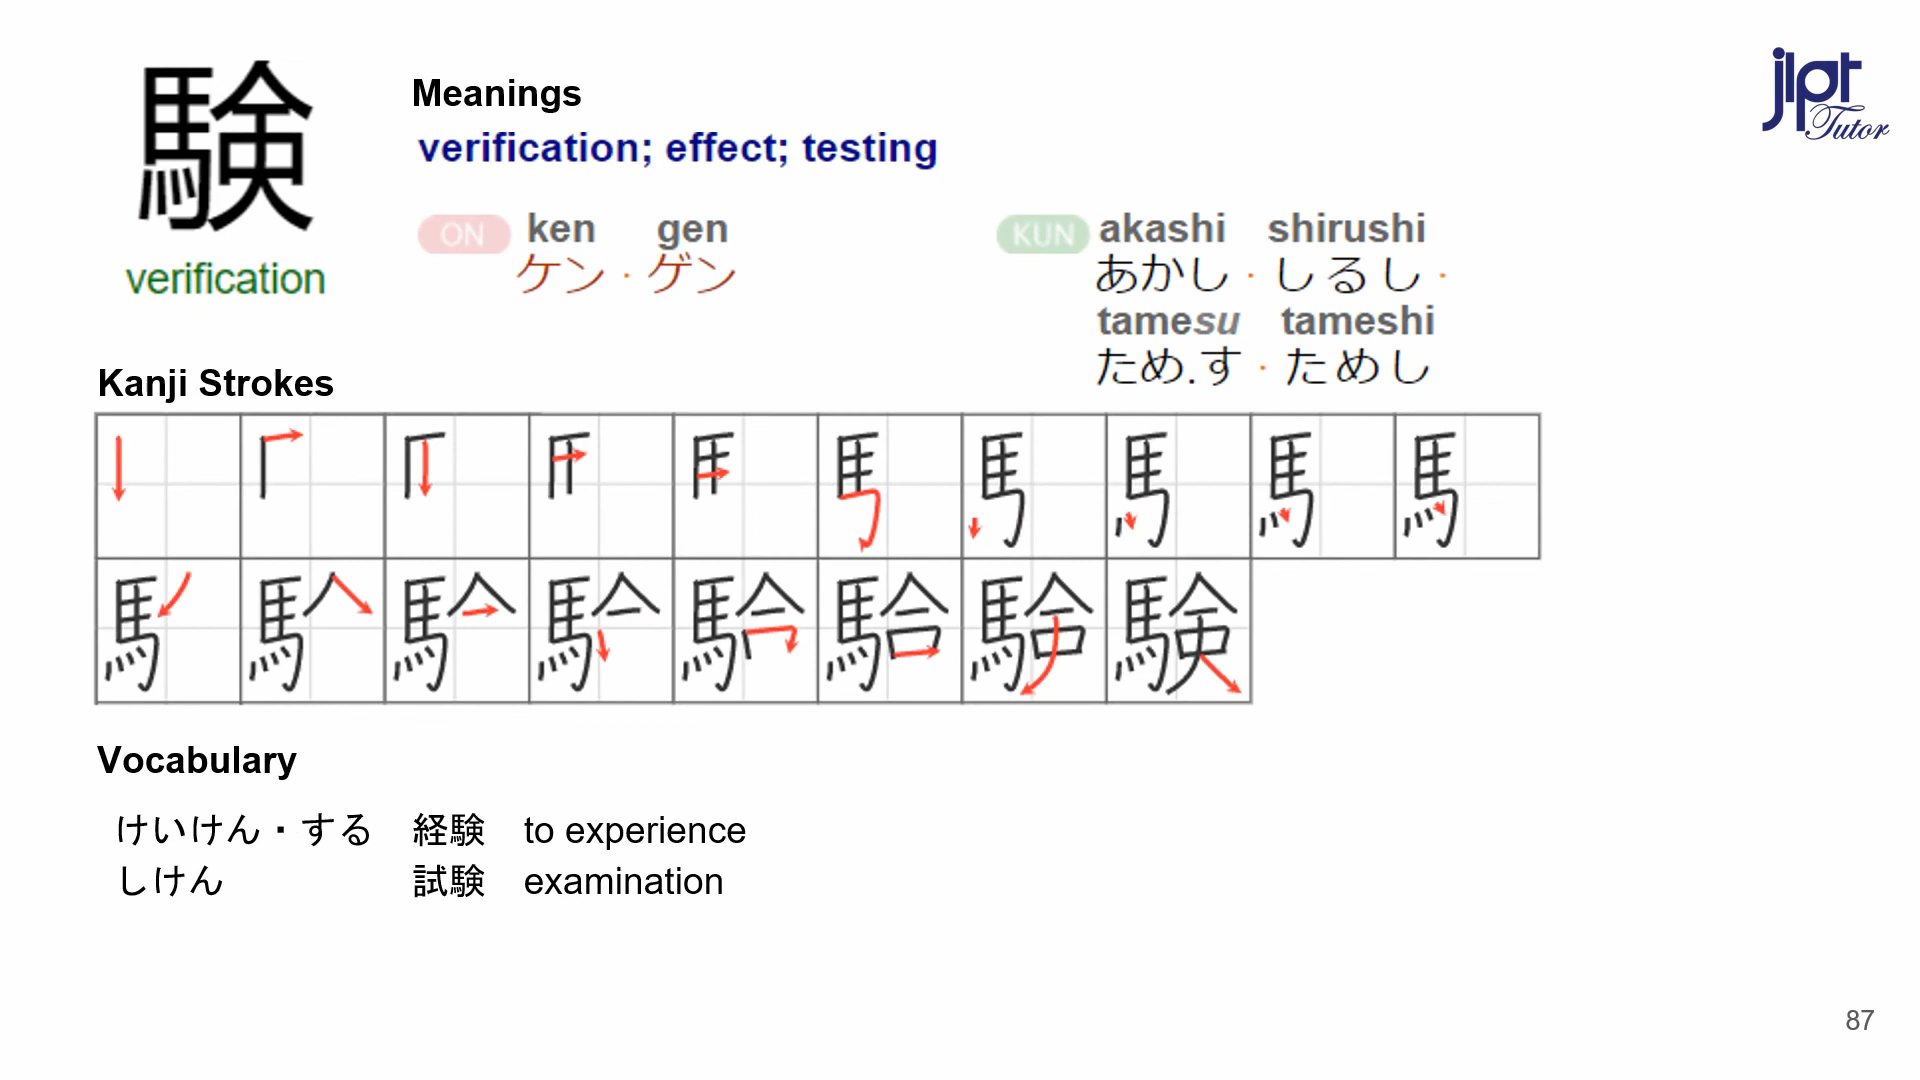 験
verification
jlpt
Tutor
Meanings
verification; effect; testing
ON ken gen
ケン · ゲン
KUN akashi shirushi
あかし · しるし ·
tamesu tameshi
ため.す · ためし
Kanji Strokes
Vocabulary
けいけん・する 経験 to experience
しけん 試験 examination
87